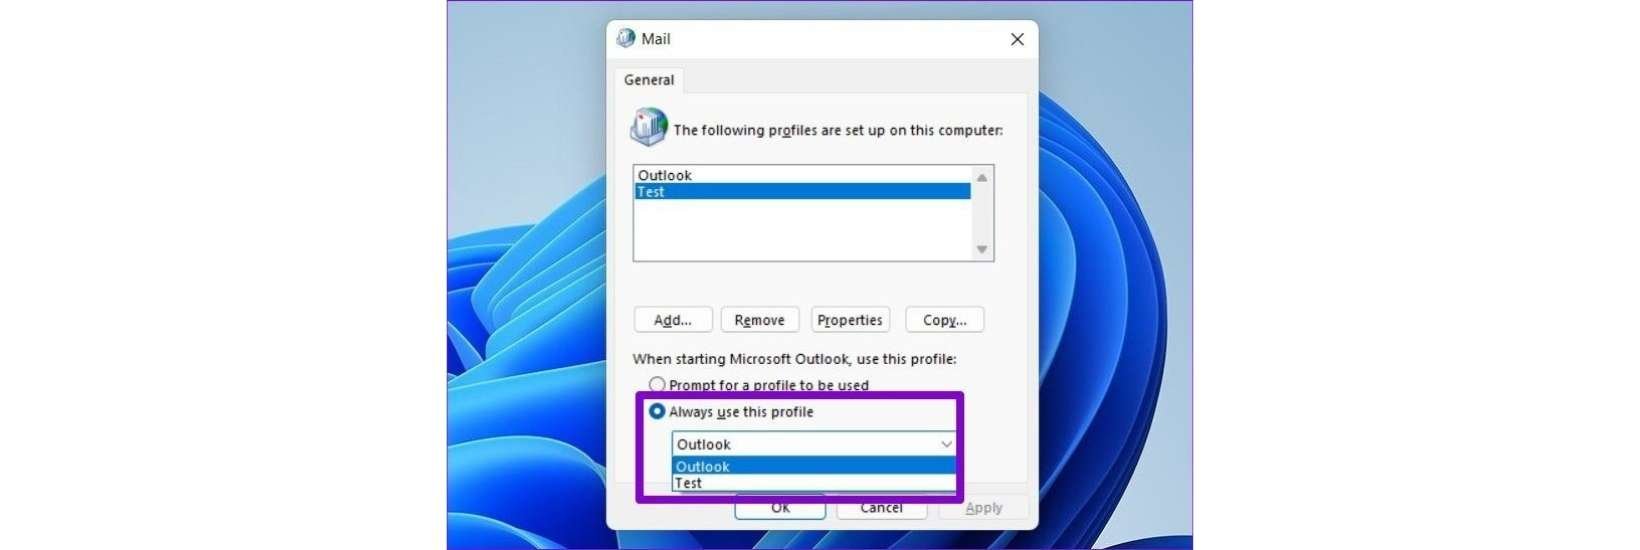 Mail
General
The following profiles are set up on this computer:
Outlook
Test
Add... Remove Properties Copy...
When starting Microsoft Outlook, use this profile:
Prompt for a profile to be used
Always use this profile
Outlook
Outlook
Test
OK Cancel Apply